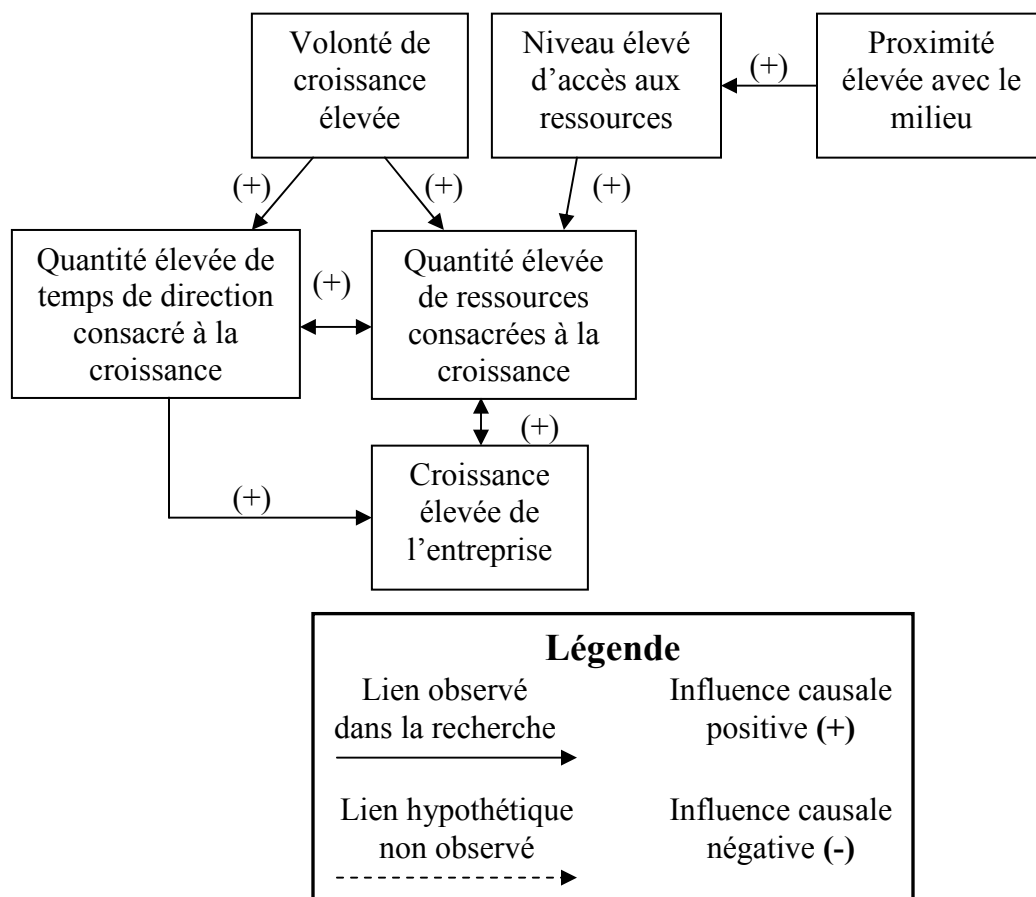 Volonté de
croissance
élevée
Niveau élevé
d’accès aux
ressources
(+)
Proximité
élevée avec le
milieu
(+)
(+)
(+)
Quantité élevée de
temps de direction
consacré à la
croissance
(+)
Quantité élevée
de ressources
consacrées à la
croissance
(+)
(+)
Croissance
élevée de
l’entreprise
Légende
Lien observé
dans la recherche
Influence causale
positive (+)
Lien hypothétique
non observé
Influence causale
négative (-)